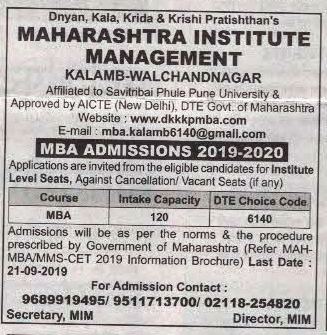 Dnyan, Kala, Krida & Krishi Pratishthan's
MAHARASHTRA INSTITUTE
MANAGEMENT
KALAMB-WALCHANDNAGAR
Affiliated to Savitribai Phule Pune University &
Approved by AICTE (New Delhi), DTE Govt. of Maharashtra
Website : www.dkkkpmba.com
E-mail : mba.kalamb6140@gmail.com
MBA ADMISSIONS 2019-2020
Applications are invited from the eligible candidates for Institute
Level Seats, Against Cancellation/ Vacant Seats (if any)
Course Intake Capacity DTE Choice Code
MBA 120 6140
Admissions will be as per the norms & the procedure
prescribed by Government of Maharashtra (Refer MAH-
MBA/MMS-CET 2019 Information Brochure) Last Date :
21-09-2019
For Admission Contact :
9689919495/ 9511713700/ 02118-254820
Secretary, MIM Director, MIM